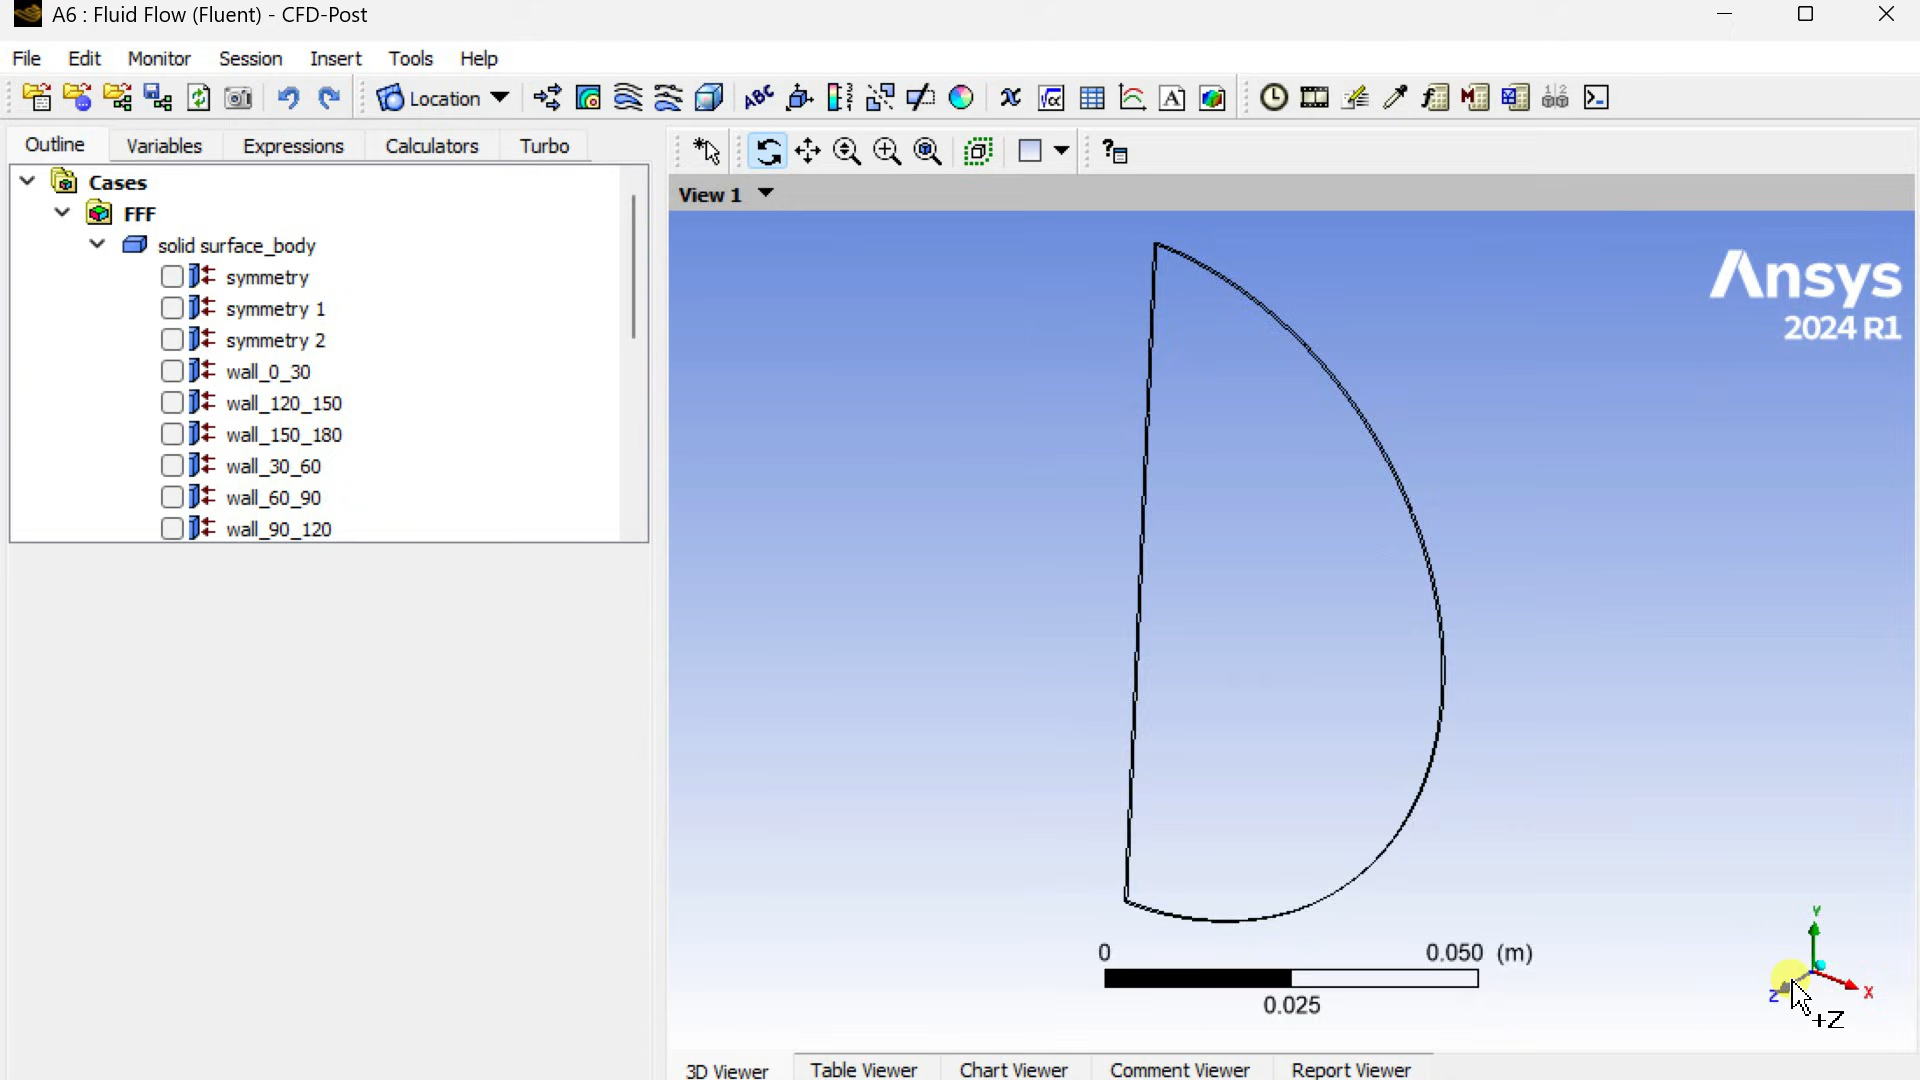 A6 : Fluid Flow (Fluent) - CFD-Post
File Edit Monitor Session Insert Tools Help
Location
Outline Variables Expressions Calculators Turbo
Cases
FFF
solid surface_body
symmetry
symmetry 1
symmetry 2
wall_0_30
wall_120_150
wall_150_180
wall_30_60
wall_60_90
wall_90_120
View 1
Ansys
2024 R1
0 0.050 (m)
0.025
Y
Z X
+Z
3D Viewer Table Viewer Chart Viewer Comment Viewer Report Viewer